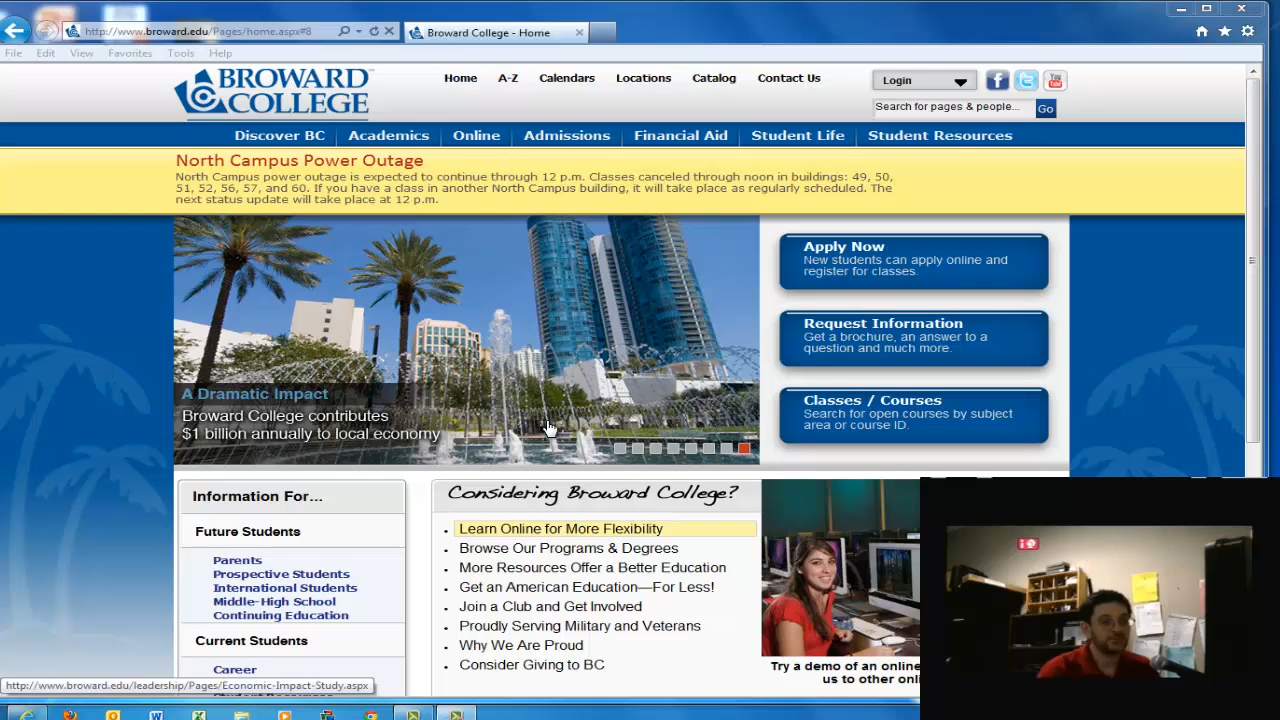 http://www.broward.edu/Pages/home.aspx#8
Broward College - Home
File Edit View Favorites Tools Help
BROWARD
COLLEGE
Home A-Z Calendars Locations Catalog Contact Us
Login
Search for pages & people...
Go
Discover BC Academics Online Admissions Financial Aid Student Life Student Resources
North Campus Power Outage
North Campus power outage is expected to continue through 12 p.m. Classes canceled through noon in buildings: 49, 50,
51, 52, 56, 57, and 60. If you have a class in another North Campus building, it will take place as regularly scheduled. The
next status update will take place at 12 p.m.
A Dramatic Impact
Broward College contributes
$1 billion annually to local economy
Apply Now
New students can apply online and
register for classes.
Request Information
Get a brochure, an answer to a
question and much more.
Classes / Courses
Search for open courses by subject
area or course ID.
Information For...
Future Students
Parents
Prospective Students
International Students
Middle-High School
Continuing Education
Current Students
Career
Considering Broward College?
Learn Online for More Flexibility
Browse Our Programs & Degrees
More Resources Offer a Better Education
Get an American Education—For Less!
Join a Club and Get Involved
Proudly Serving Military and Veterans
Why We Are Proud
Consider Giving to BC
Try a demo of an online
us to other onli
http://www.broward.edu/leadership/Pages/Economic-Impact-Study.aspx